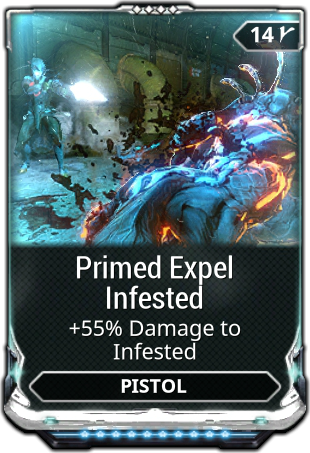 14
Primed Expel
Infested
+55% Damage to
Infested
PISTOL